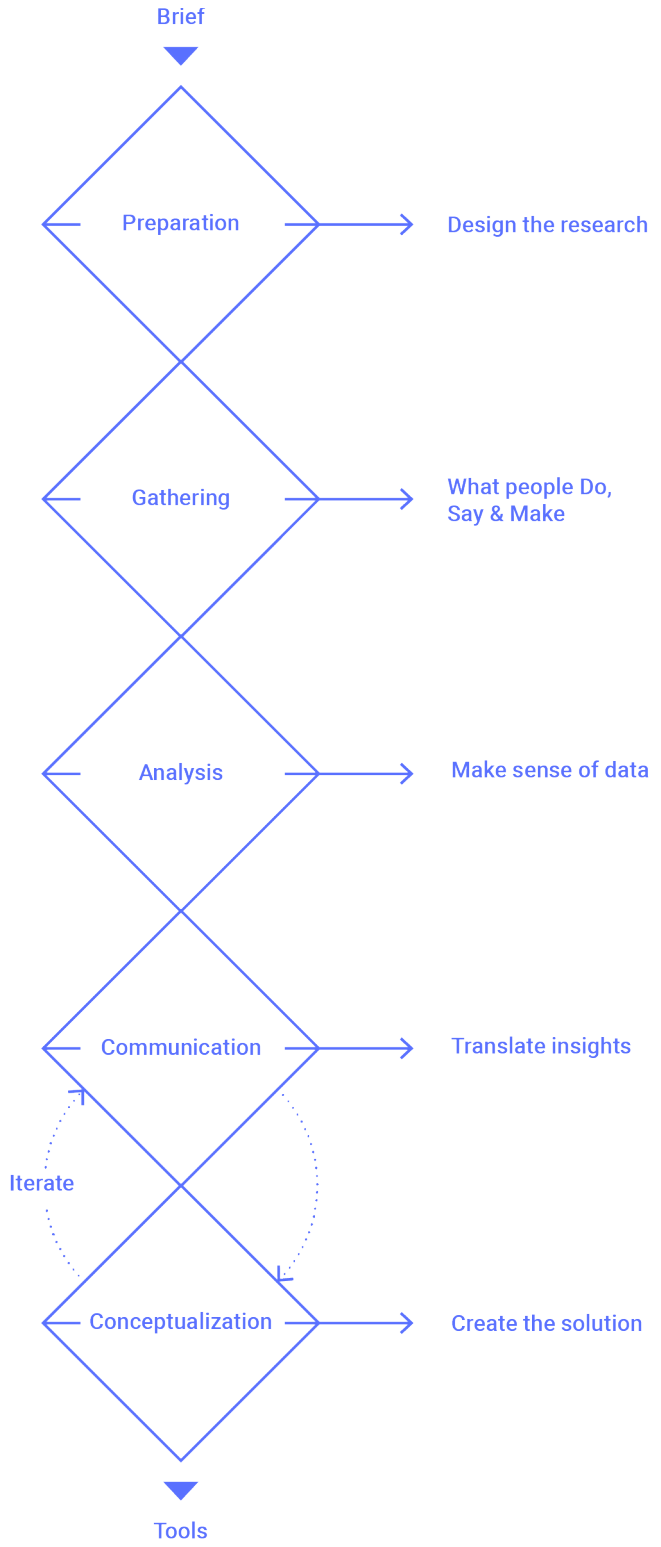 Brief
Preparation
Design the research
Gathering
What people Do,
Say & Make
Analysis
Make sense of data
Communication
Translate insights
Iterate
Conceptualization
Create the solution
Tools